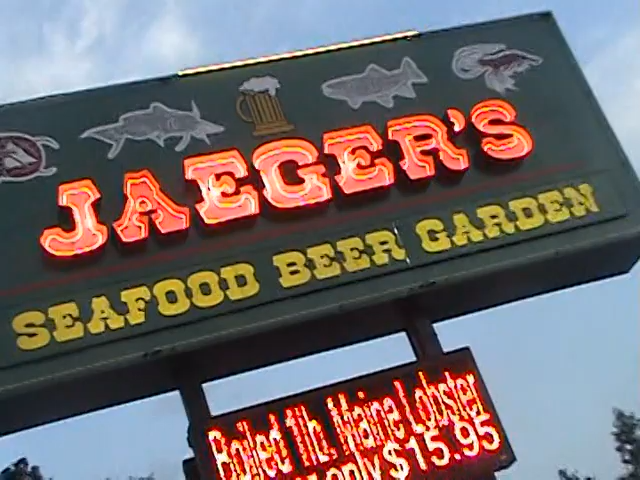 JAEGER'S
SEAFOOD BEER GARDEN
Boiled 1lb. Maine Lobster
only $15.95